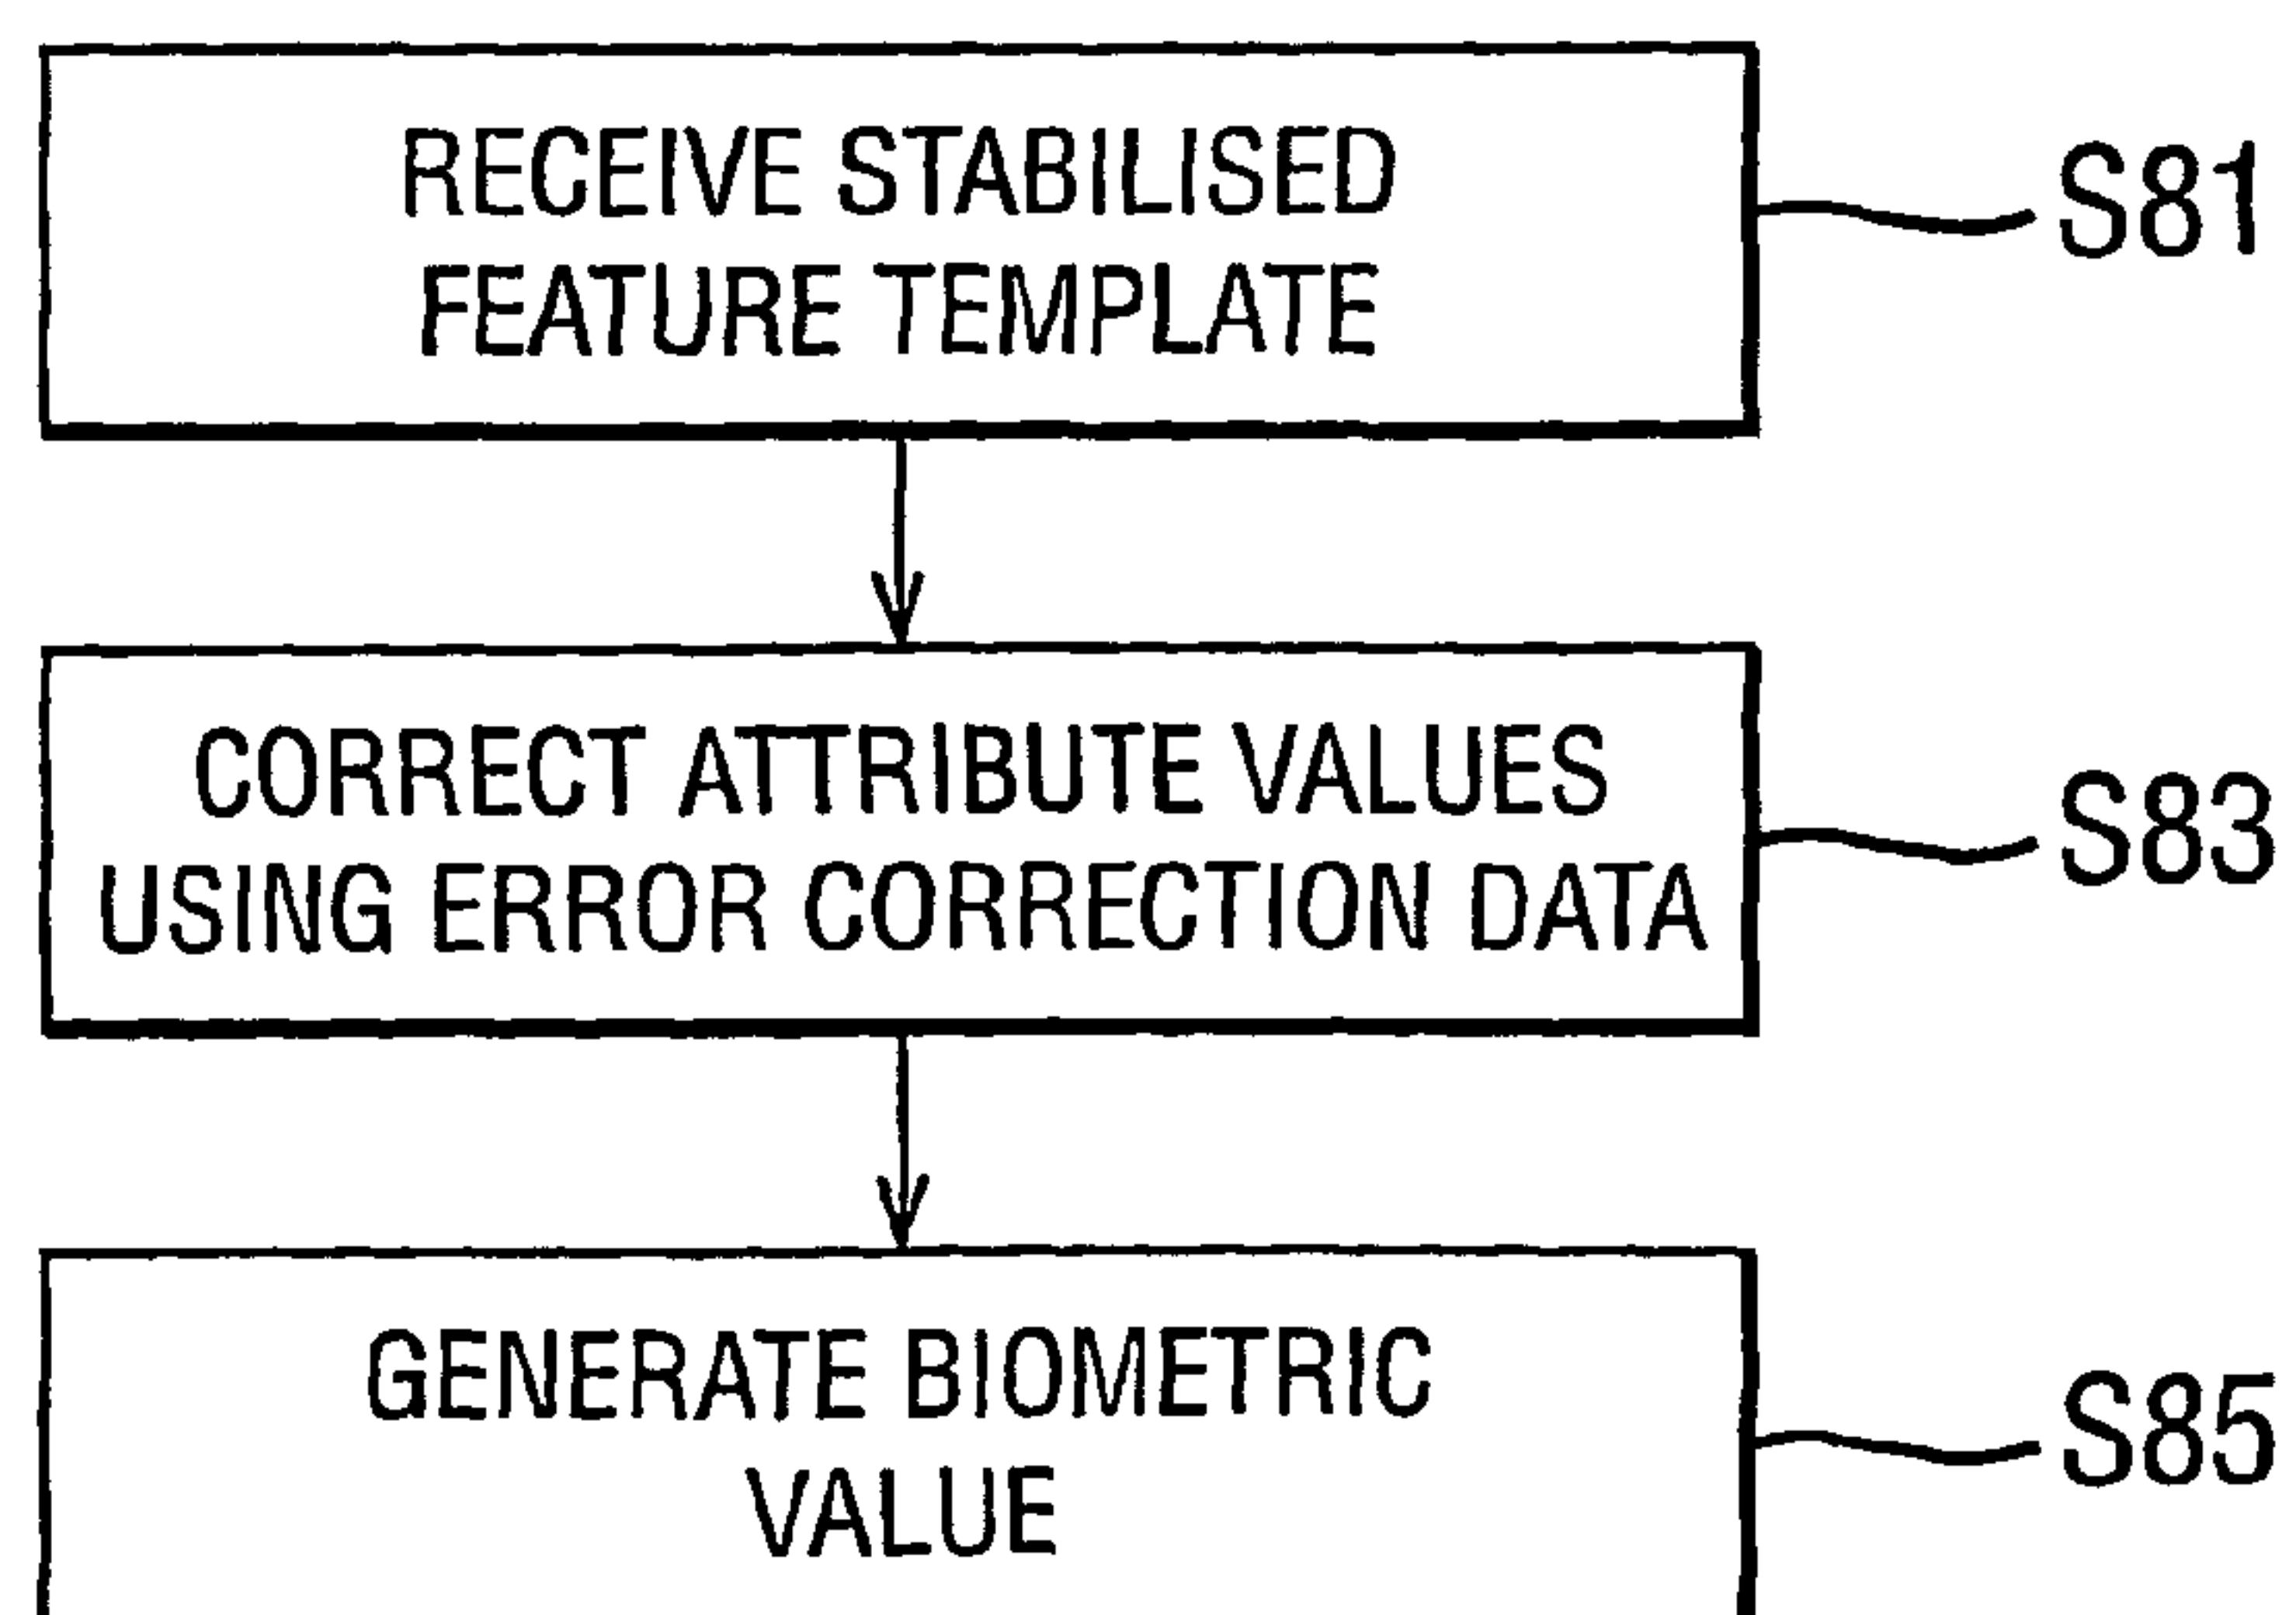 RECEIVE STABILISED
FEATURE TEMPLATE
S81
CORRECT ATTRIBUTE VALUES
USING ERROR CORRECTION DATA
S83
GENERATE BIOMETRIC
VALUE
S85